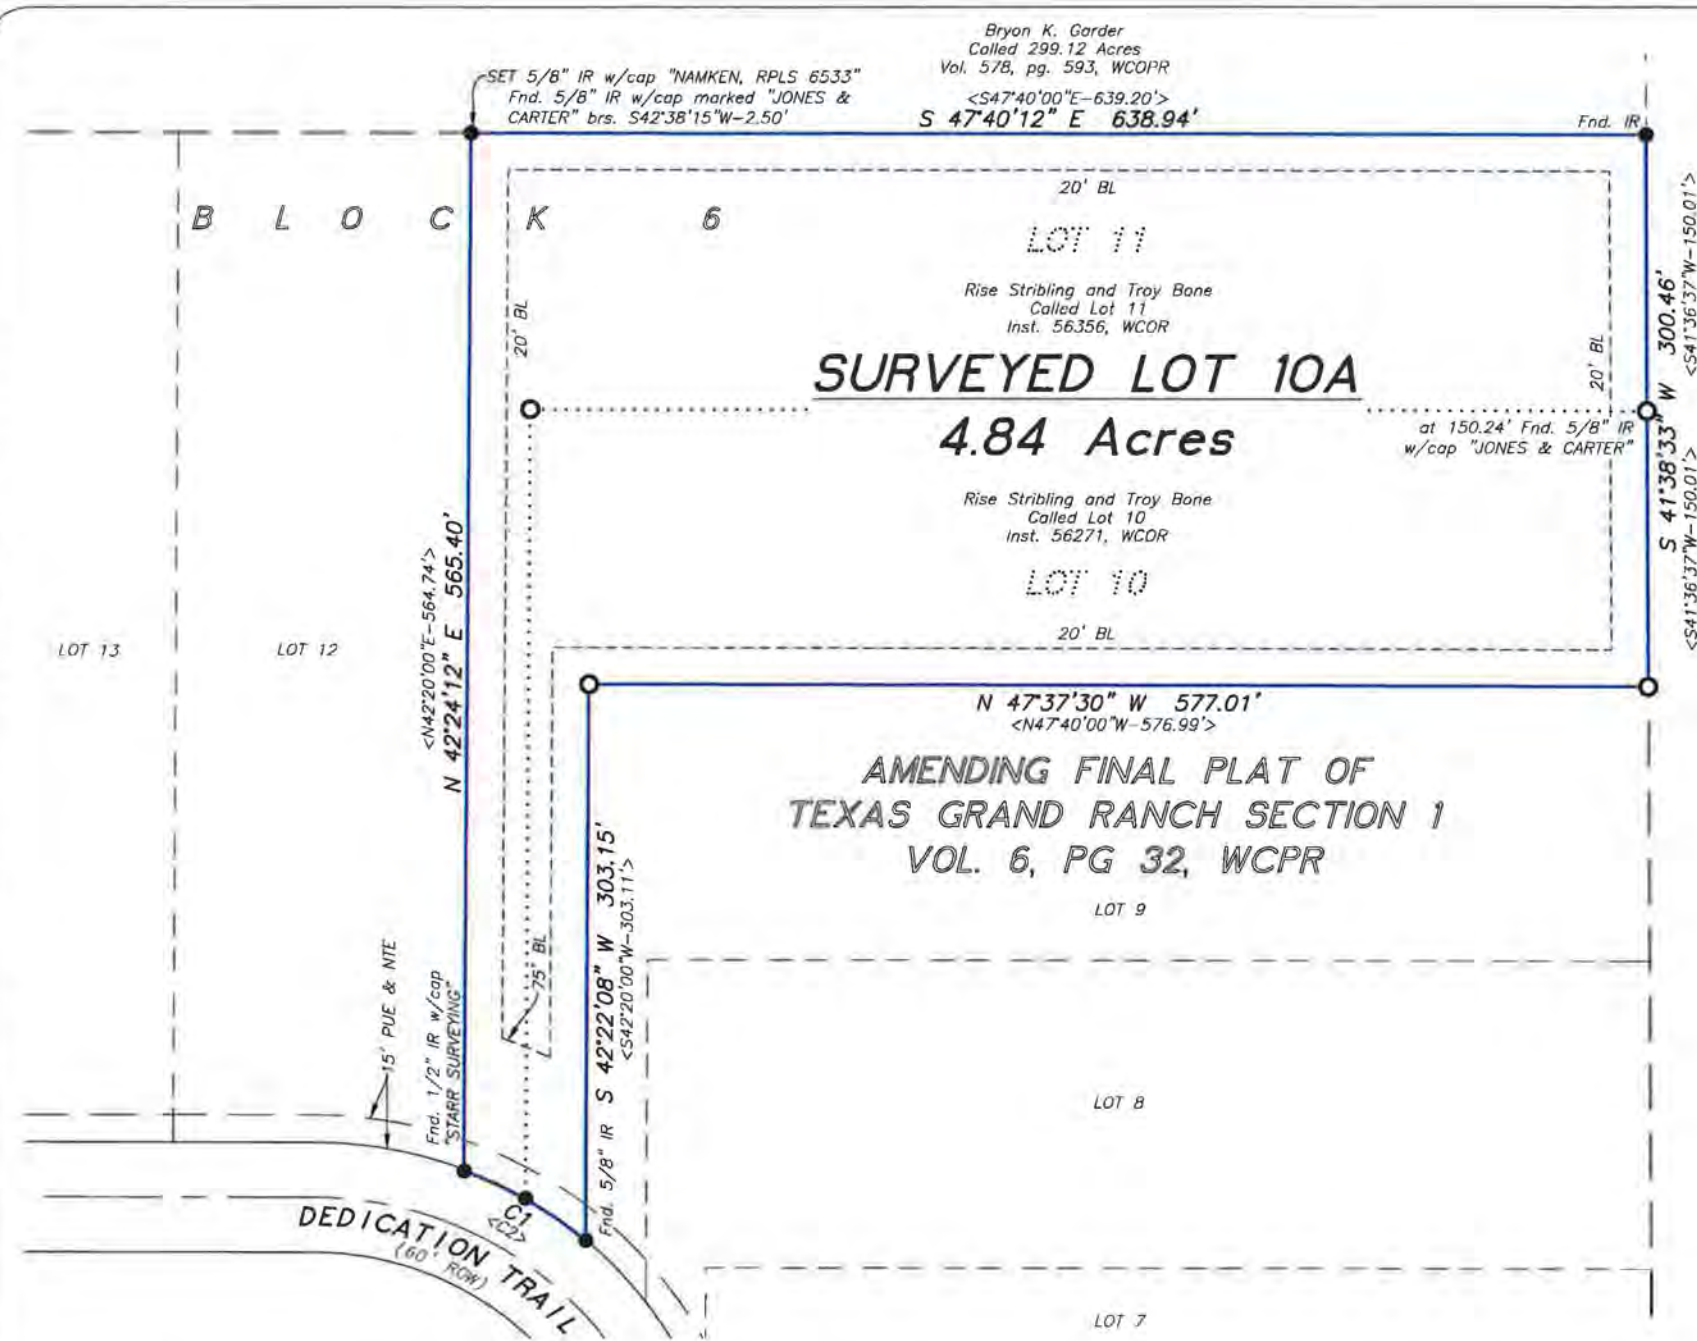 Bryon K. Garder
Called 299.12 Acres
Vol. 578, pg. 593, WCOPR
<S47°40'00"E-639.20'>
S 47°40'12" E 638.94'
SET 5/8" IR w/cap "NAMKEN, RPLS 6533"
Fnd. 5/8" IR w/cap marked "JONES &
CARTER" brs. S42°38'15"W-2.50'
Fnd. IR
BLOCK 6
20' BL
LOT 11
Rise Stribling and Troy Bone
Called Lot 11
Inst. 56356, WCOR
20' BL
20' BL
SURVEYED LOT 10A
4.84 Acres
at 150.24' Fnd. 5/8" IR
w/cap "JONES & CARTER"
S 41°38'33" W 300.46'
<S41°36'37"W-150.01'>
<S41°36'37"W-150.01'>
Rise Stribling and Troy Bone
Called Lot 10
Inst. 56271, WCOR
LOT 10
20' BL
LOT 13
LOT 12
<N42°20'00"E-564.74'>
N 42°24'12" E 565.40'
N 47°37'30" W 577.01'
<N47°40'00"W-576.99'>
AMENDING FINAL PLAT OF
TEXAS GRAND RANCH SECTION 1
VOL. 6, PG 32, WCPR
LOT 9
S 42°22'08" W 303.15'
<S42°20'00"W-303.11'>
75' BL
15' PUE & NTE
Fnd. 1/2" IR w/cap
"STARR SURVEYING"
Fnd. 5/8" IR
LOT 8
C1
<C2>
DEDICATION TRAIL
(60' ROW)
LOT 7